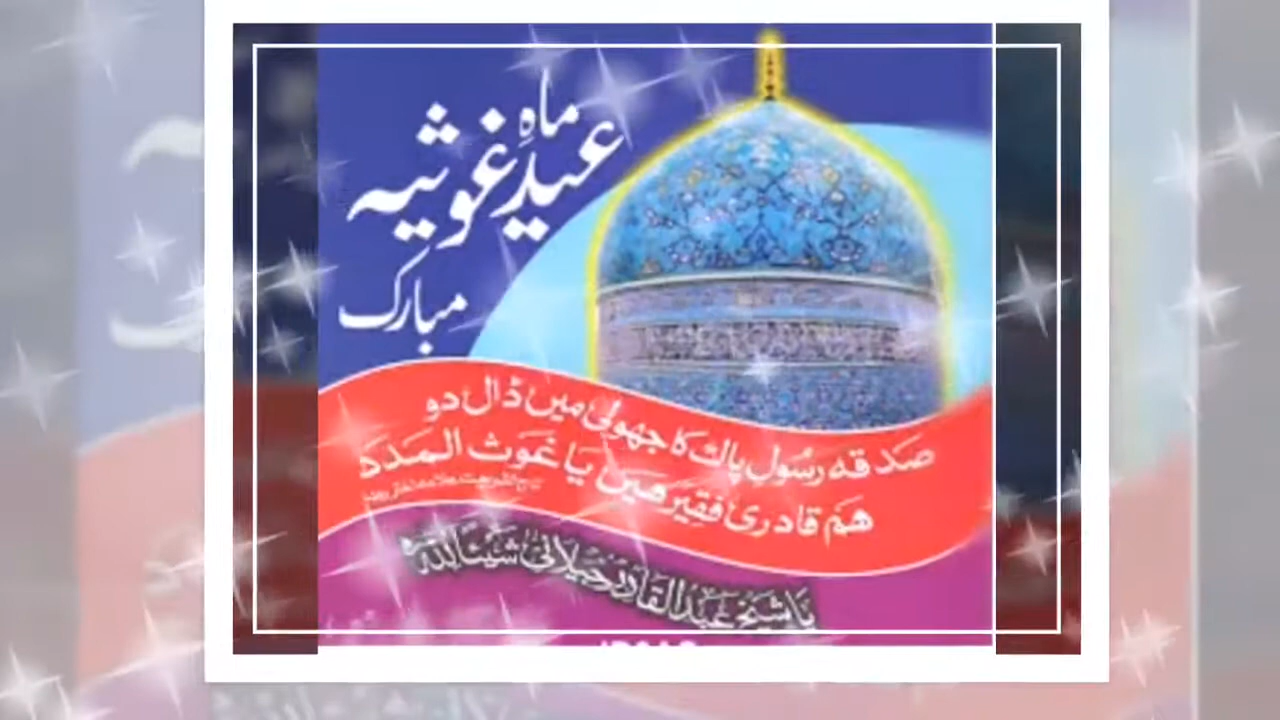 ماہ
عیدِ غوثیہ
مبارک
صدقہ رسول پاک کا جھولی میں ڈال دو
ہم قادری فقیر ہیں یا غوث المدد
یا شیخ عبدالقادر جیلانی شیئاً للہ